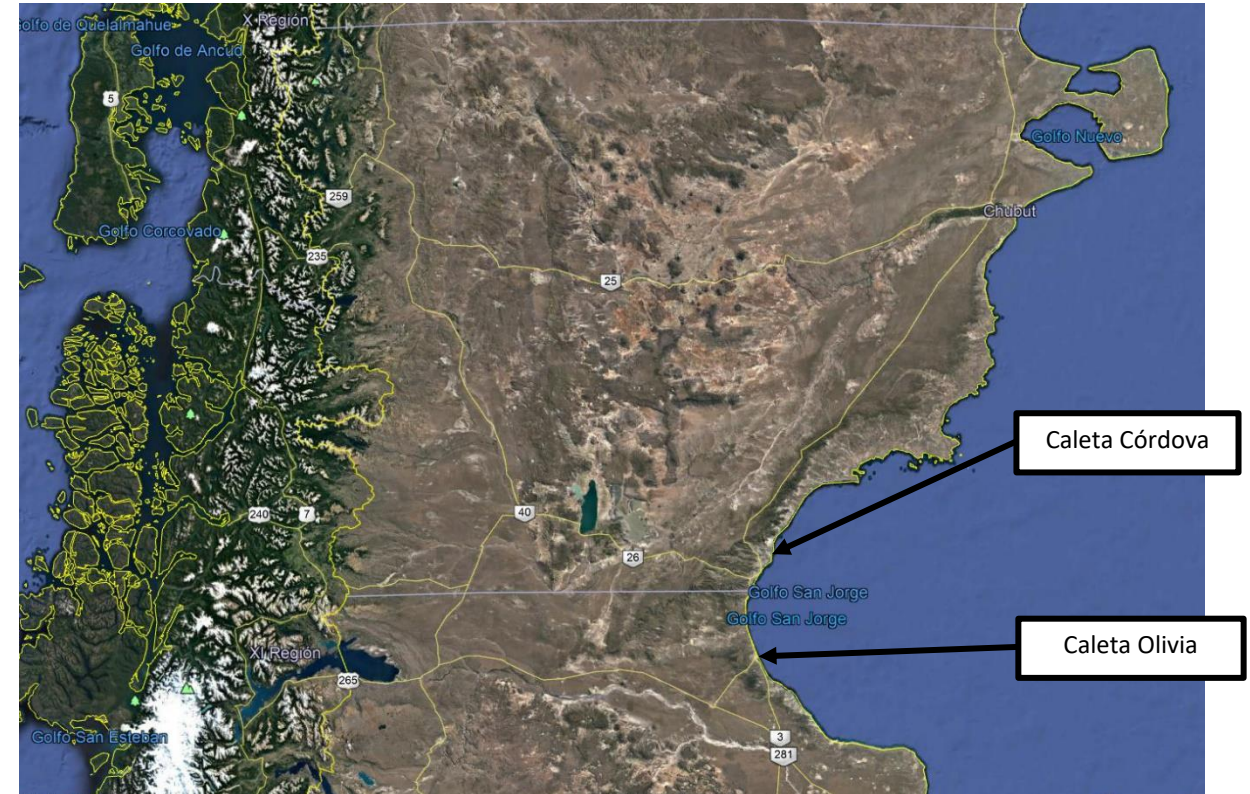 Golfo de Quelaimahue
X Región
Golfo de Ancud
5
Golfo Nuevo
259
Chubut
Golfo Corcovado
235
25
Caleta Córdova
40
240
7
26
Golfo San Jorge
Golfo San Jorge
Caleta Olivia
XI Región
265
Golfo San Esteban
3
281